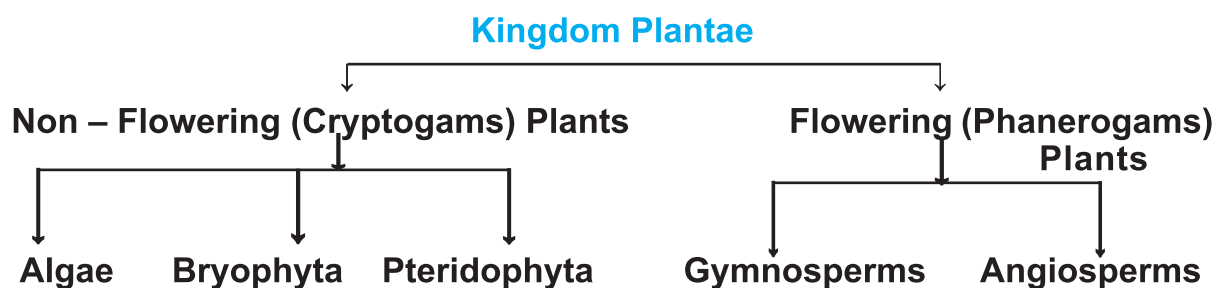 Kingdom Plantae
Non – Flowering (Cryptogams) Plants
Flowering (Phanerogams)
Plants
Algae
Bryophyta
Pteridophyta
Gymnosperms
Angiosperms